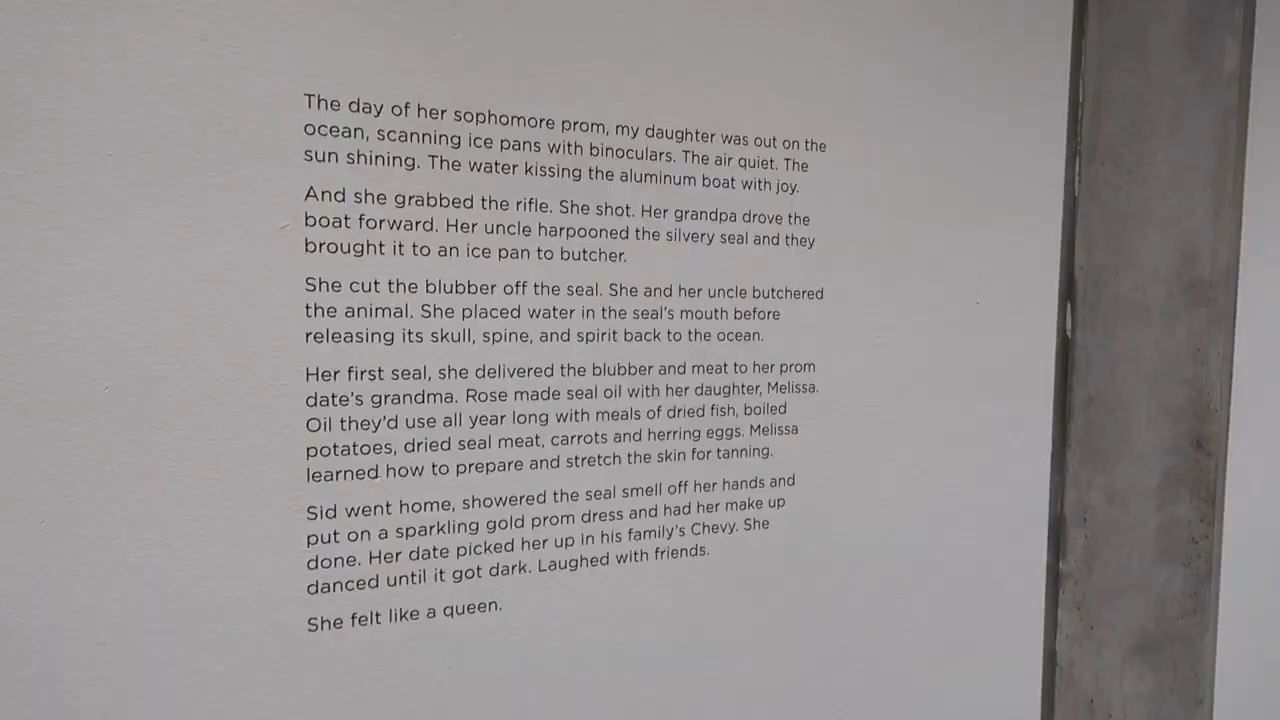 The day of her sophomore prom, my daughter was out on the
ocean, scanning ice pans with binoculars. The air quiet. The
sun shining. The water kissing the aluminum boat with joy.
And she grabbed the rifle. She shot. Her grandpa drove the
boat forward. Her uncle harpooned the silvery seal and they
brought it to an ice pan to butcher.
She cut the blubber off the seal. She and her uncle butchered
the animal. She placed water in the seal's mouth before
releasing its skull, spine, and spirit back to the ocean.
Her first seal, she delivered the blubber and meat to her prom
date's grandma. Rose made seal oil with her daughter, Melissa.
Oil they'd use all year long with meals of dried fish, boiled
potatoes, dried seal meat, carrots and herring eggs. Melissa
learned how to prepare and stretch the skin for tanning.
Sid went home, showered the seal smell off her hands and
put on a sparkling gold prom dress and had her make up
done. Her date picked her up in his family's Chevy. She
danced until it got dark. Laughed with friends.
She felt like a queen.